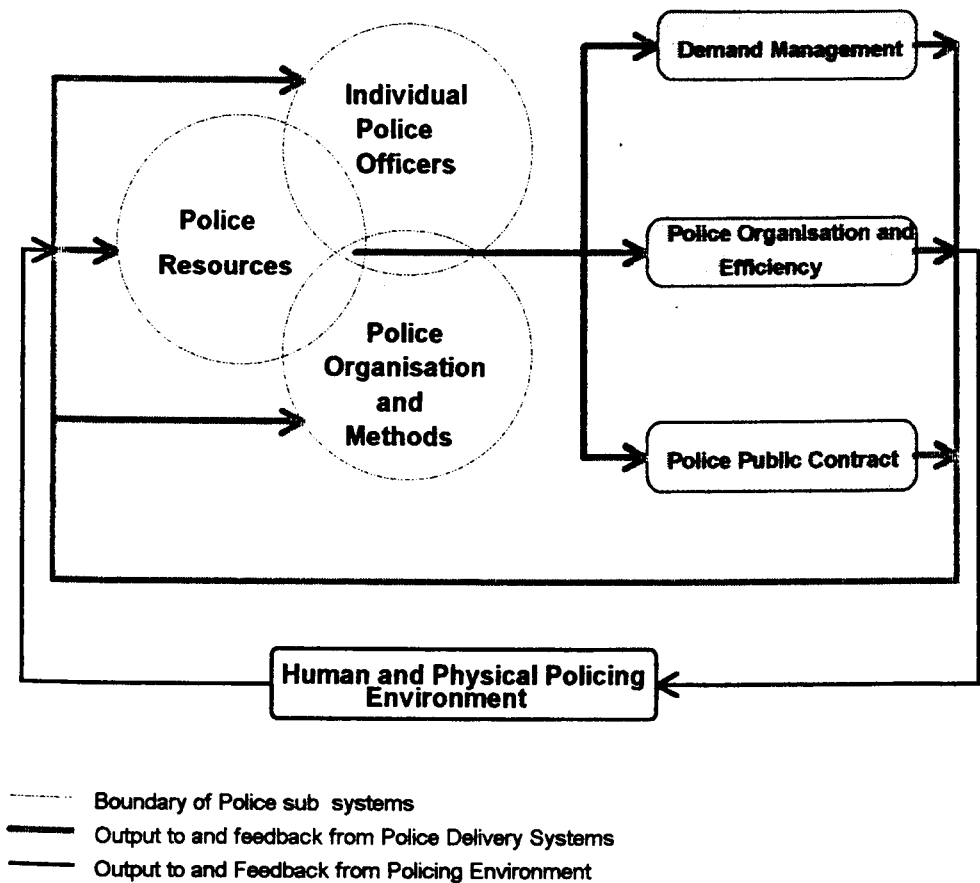 Individual
Police
Officers
Police
Resources
Police
Organisation
and
Methods
Demand Management
Police Organisation and
Efficiency
Police Public Contract
Human and Physical Policing
Environment
Boundary of Police sub systems
Output to and feedback from Police Delivery Systems
Output to and Feedback from Policing Environment